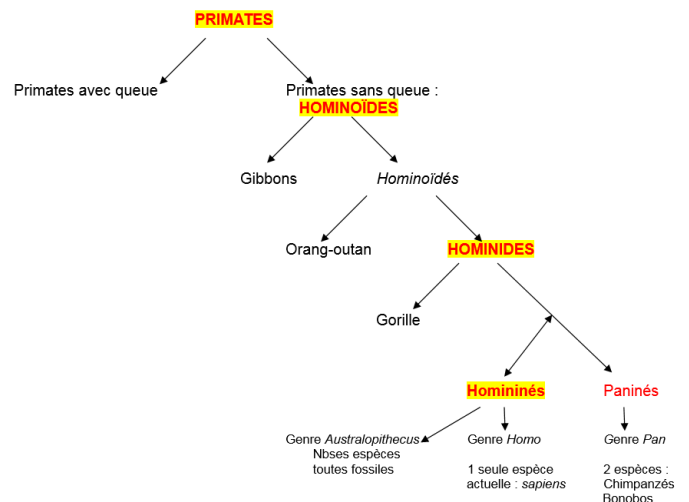 PRIMATES
Primates avec queue
Primates sans queue :
HOMINOÏDES
Gibbons
Hominoïdés
Orang-outan
HOMINIDES
Gorille
Homininés
Paninés
Genre Australopithecus
Nbses espèces
toutes fossiles
Genre Homo
1 seule espèce
actuelle : sapiens
Genre Pan
2 espèces :
Chimpanzés
Bonobos